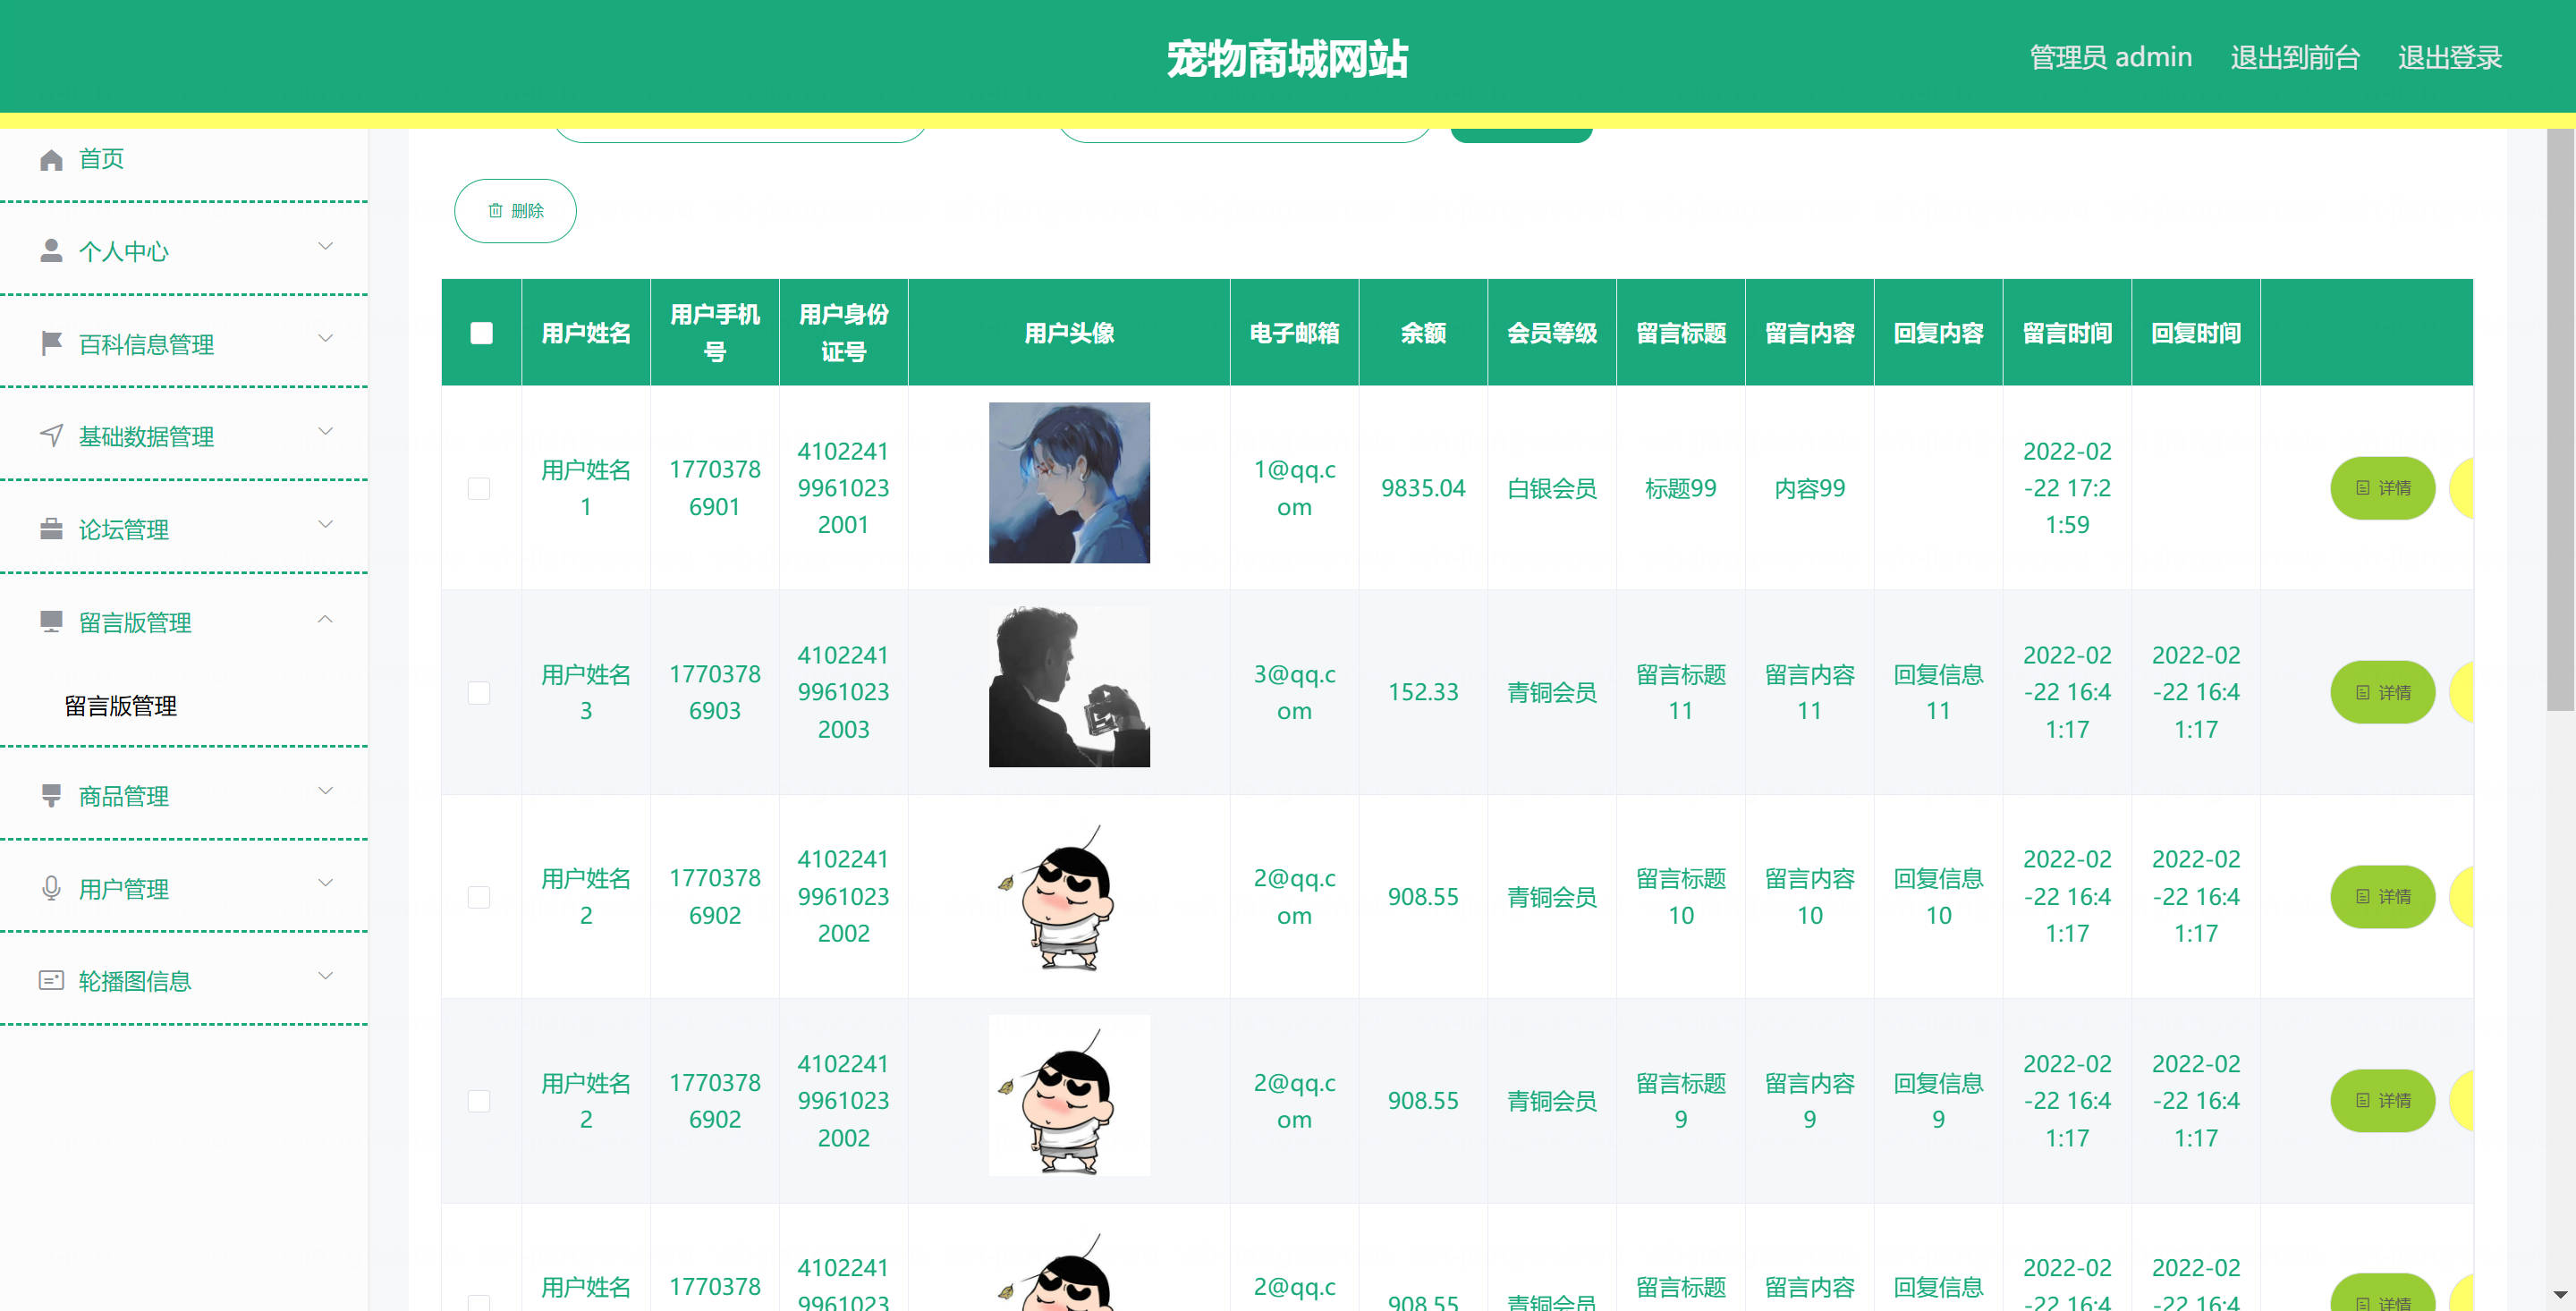 宠物商城网站
管理员 admin 退出到前台 退出登录
首页
个人中心
百科信息管理
基础数据管理
论坛管理
留言版管理
留言版管理
商品管理
用户管理
轮播图信息
删除
用户姓名 用户手机号 用户身份证号 用户头像 电子邮箱 余额 会员等级 留言标题 留言内容 回复内容 留言时间 回复时间
用户姓名1 17703786901 410224199610232001 1@qq.com 9835.04 白银会员 标题99 内容99 2022-02-22 17:21:59 详情
用户姓名3 17703786903 410224199610232003 3@qq.com 152.33 青铜会员 留言标题11 留言内容11 回复信息11 2022-02-22 16:41:17 2022-02-22 16:41:17 详情
用户姓名2 17703786902 410224199610232002 2@qq.com 908.55 青铜会员 留言标题10 留言内容10 回复信息10 2022-02-22 16:41:17 2022-02-22 16:41:17 详情
用户姓名2 17703786902 410224199610232002 2@qq.com 908.55 青铜会员 留言标题9 留言内容9 回复信息9 2022-02-22 16:41:17 2022-02-22 16:41:17 详情
用户姓名 1770378 410224199610232 2@qq.c 908.55 青铜会员 留言标题 留言内容 回复信息 2022-02-22 16:4 2022-02-22 16:4 详情